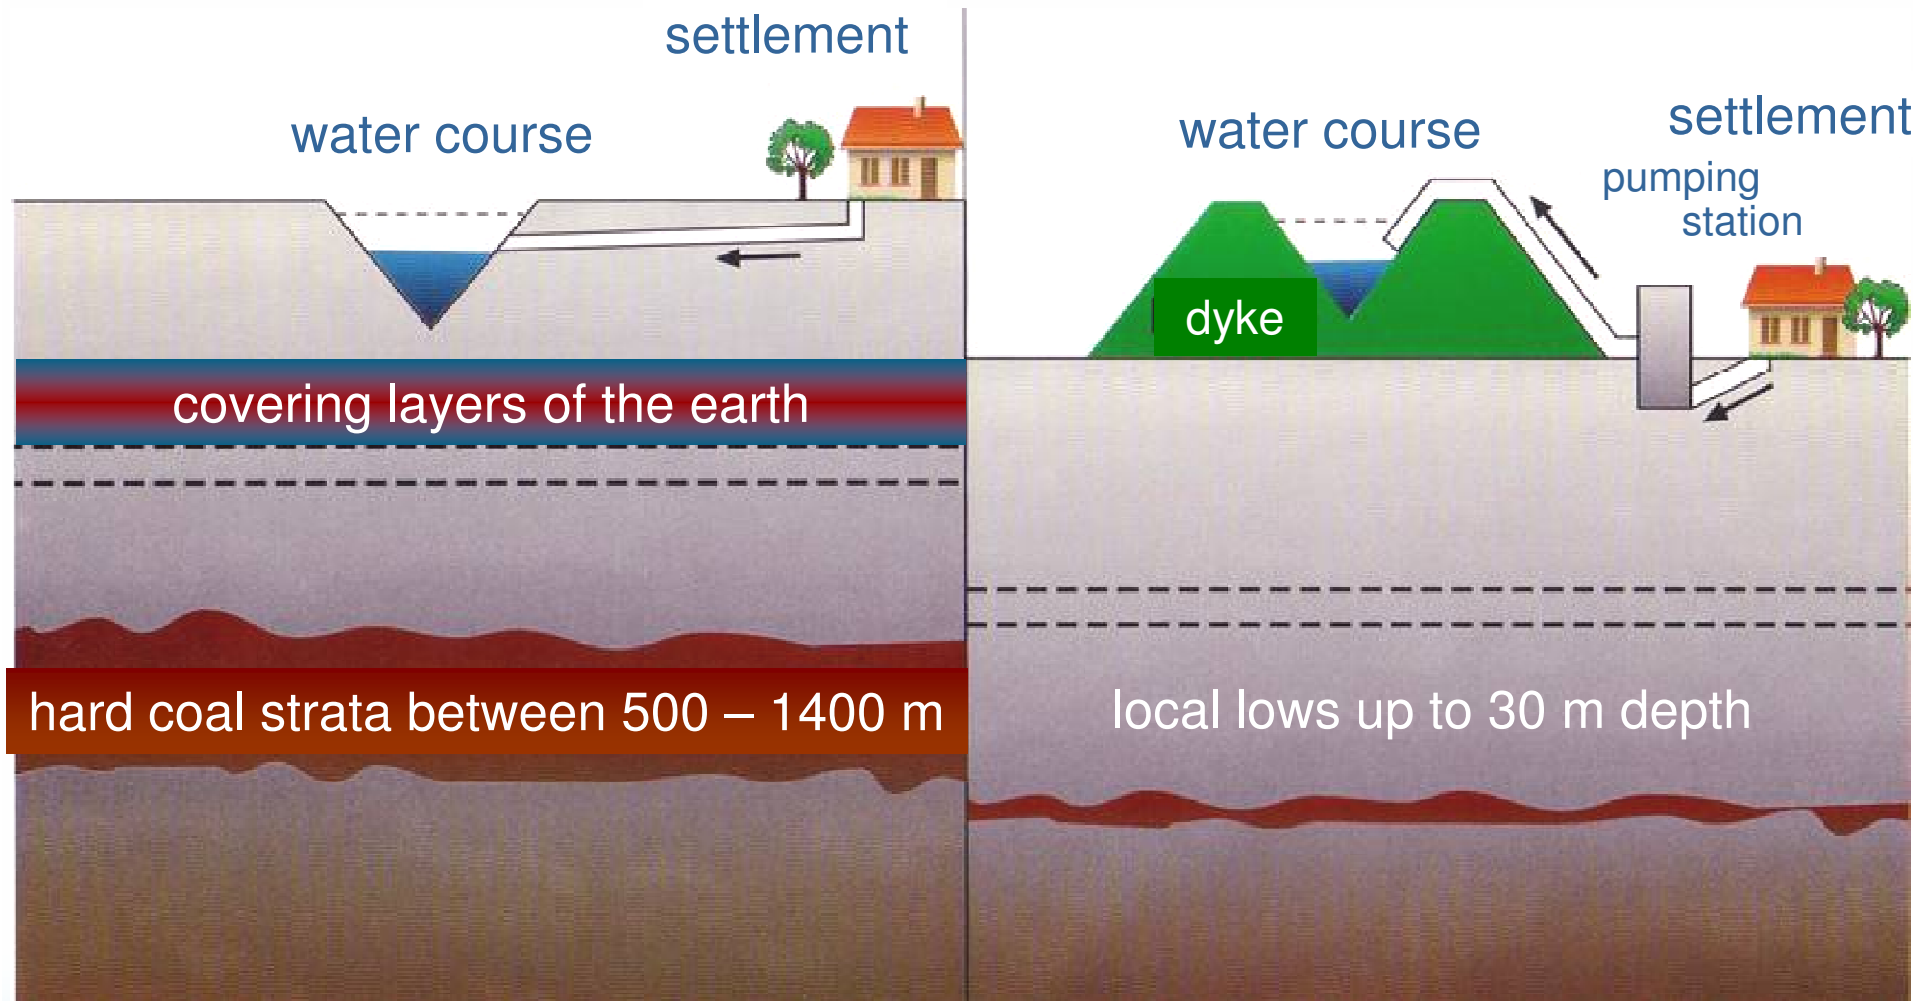 settlement
water course
covering layers of the earth
hard coal strata between 500 – 1400 m
settlement
water course
pumping
station
dyke
local lows up to 30 m depth